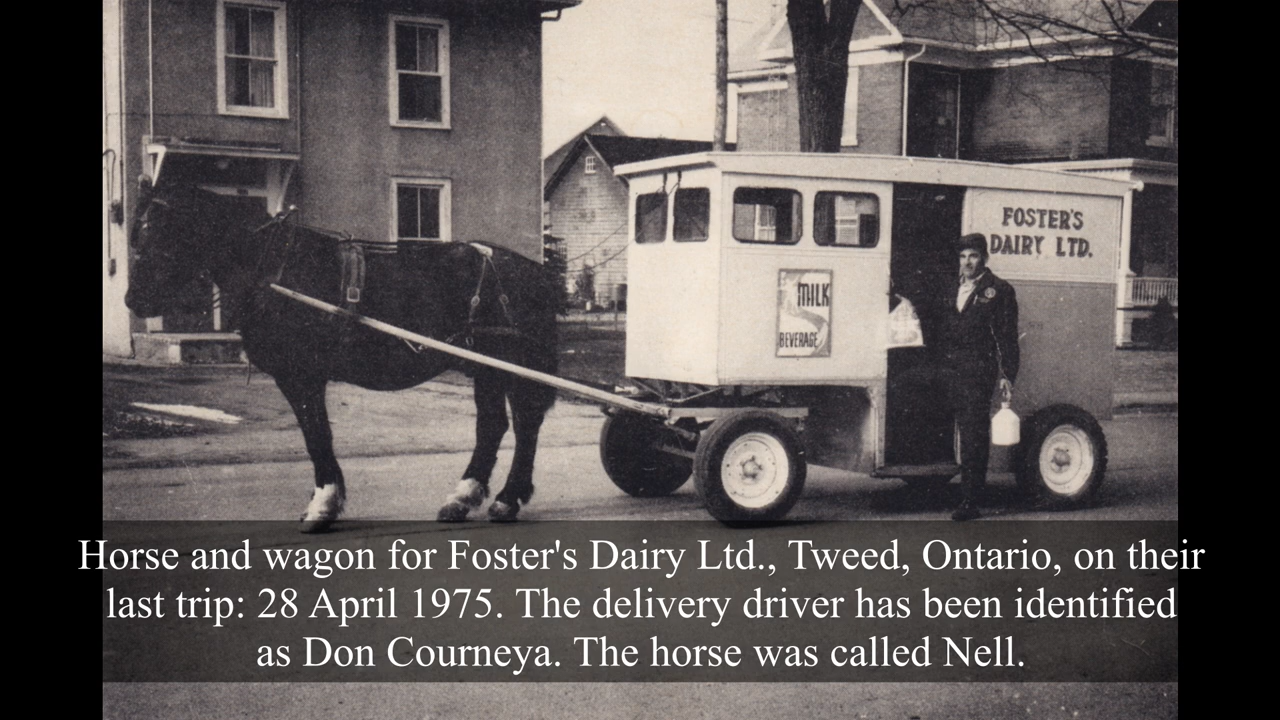 FOSTER'S
DAIRY LTD.
MILK
BEVERAGE
Horse and wagon for Foster's Dairy Ltd., Tweed, Ontario, on their
last trip: 28 April 1975. The delivery driver has been identified
as Don Courneya. The horse was called Nell.